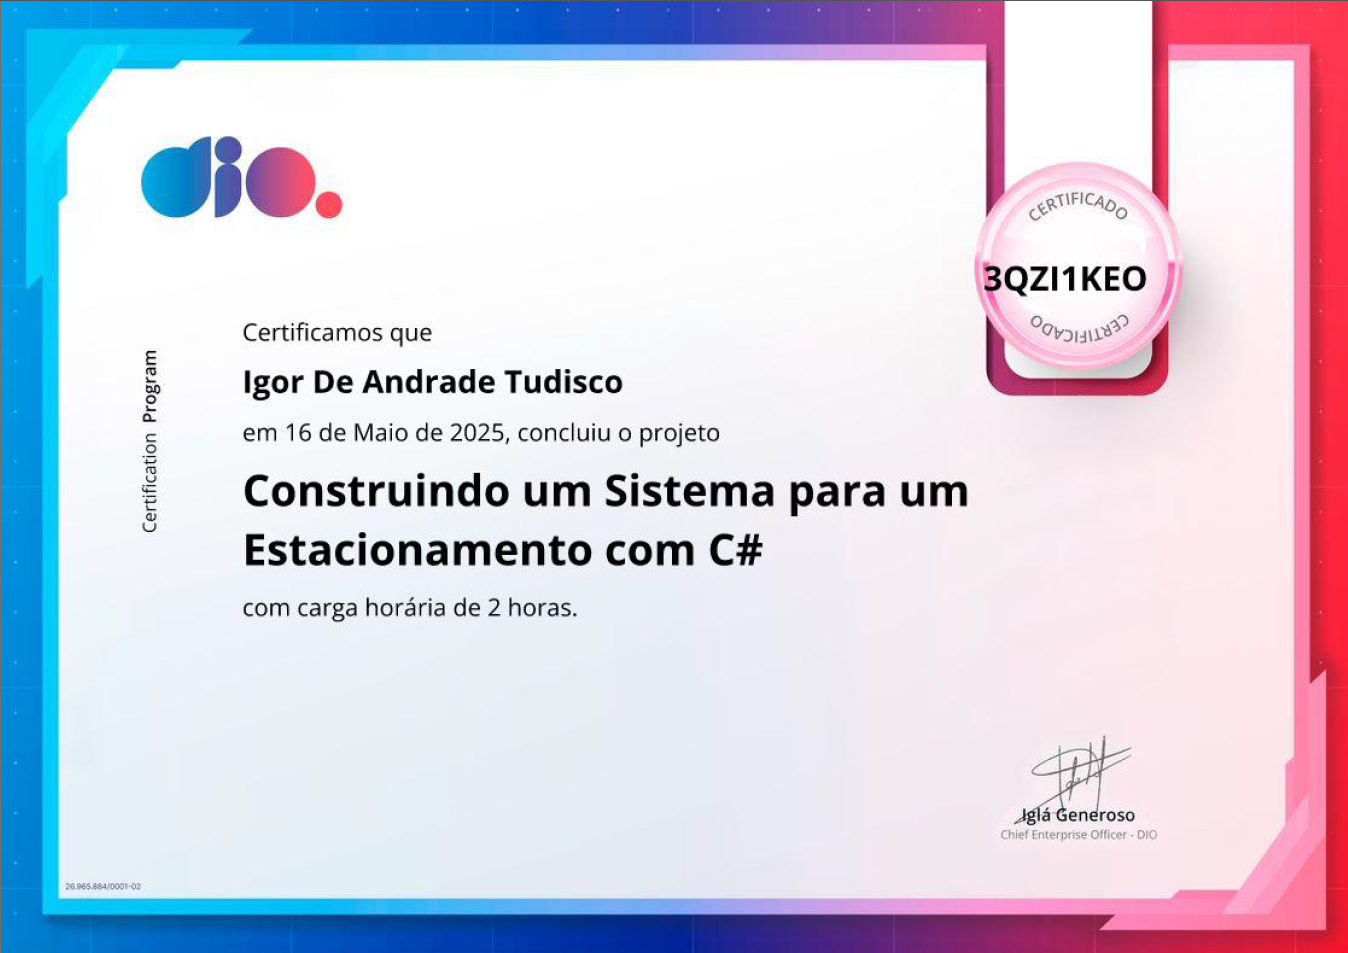 dio.
CERTIFICADO
3QZI1KEO
CERTIFICADO
Certification Program
Certificamos que
Igor De Andrade Tudisco
em 16 de Maio de 2025, concluiu o projeto
Construindo um Sistema para um
Estacionamento com C#
com carga horária de 2 horas.
Iglá Generoso
Chief Enterprise Officer - DIO
26.965.884/0001-02